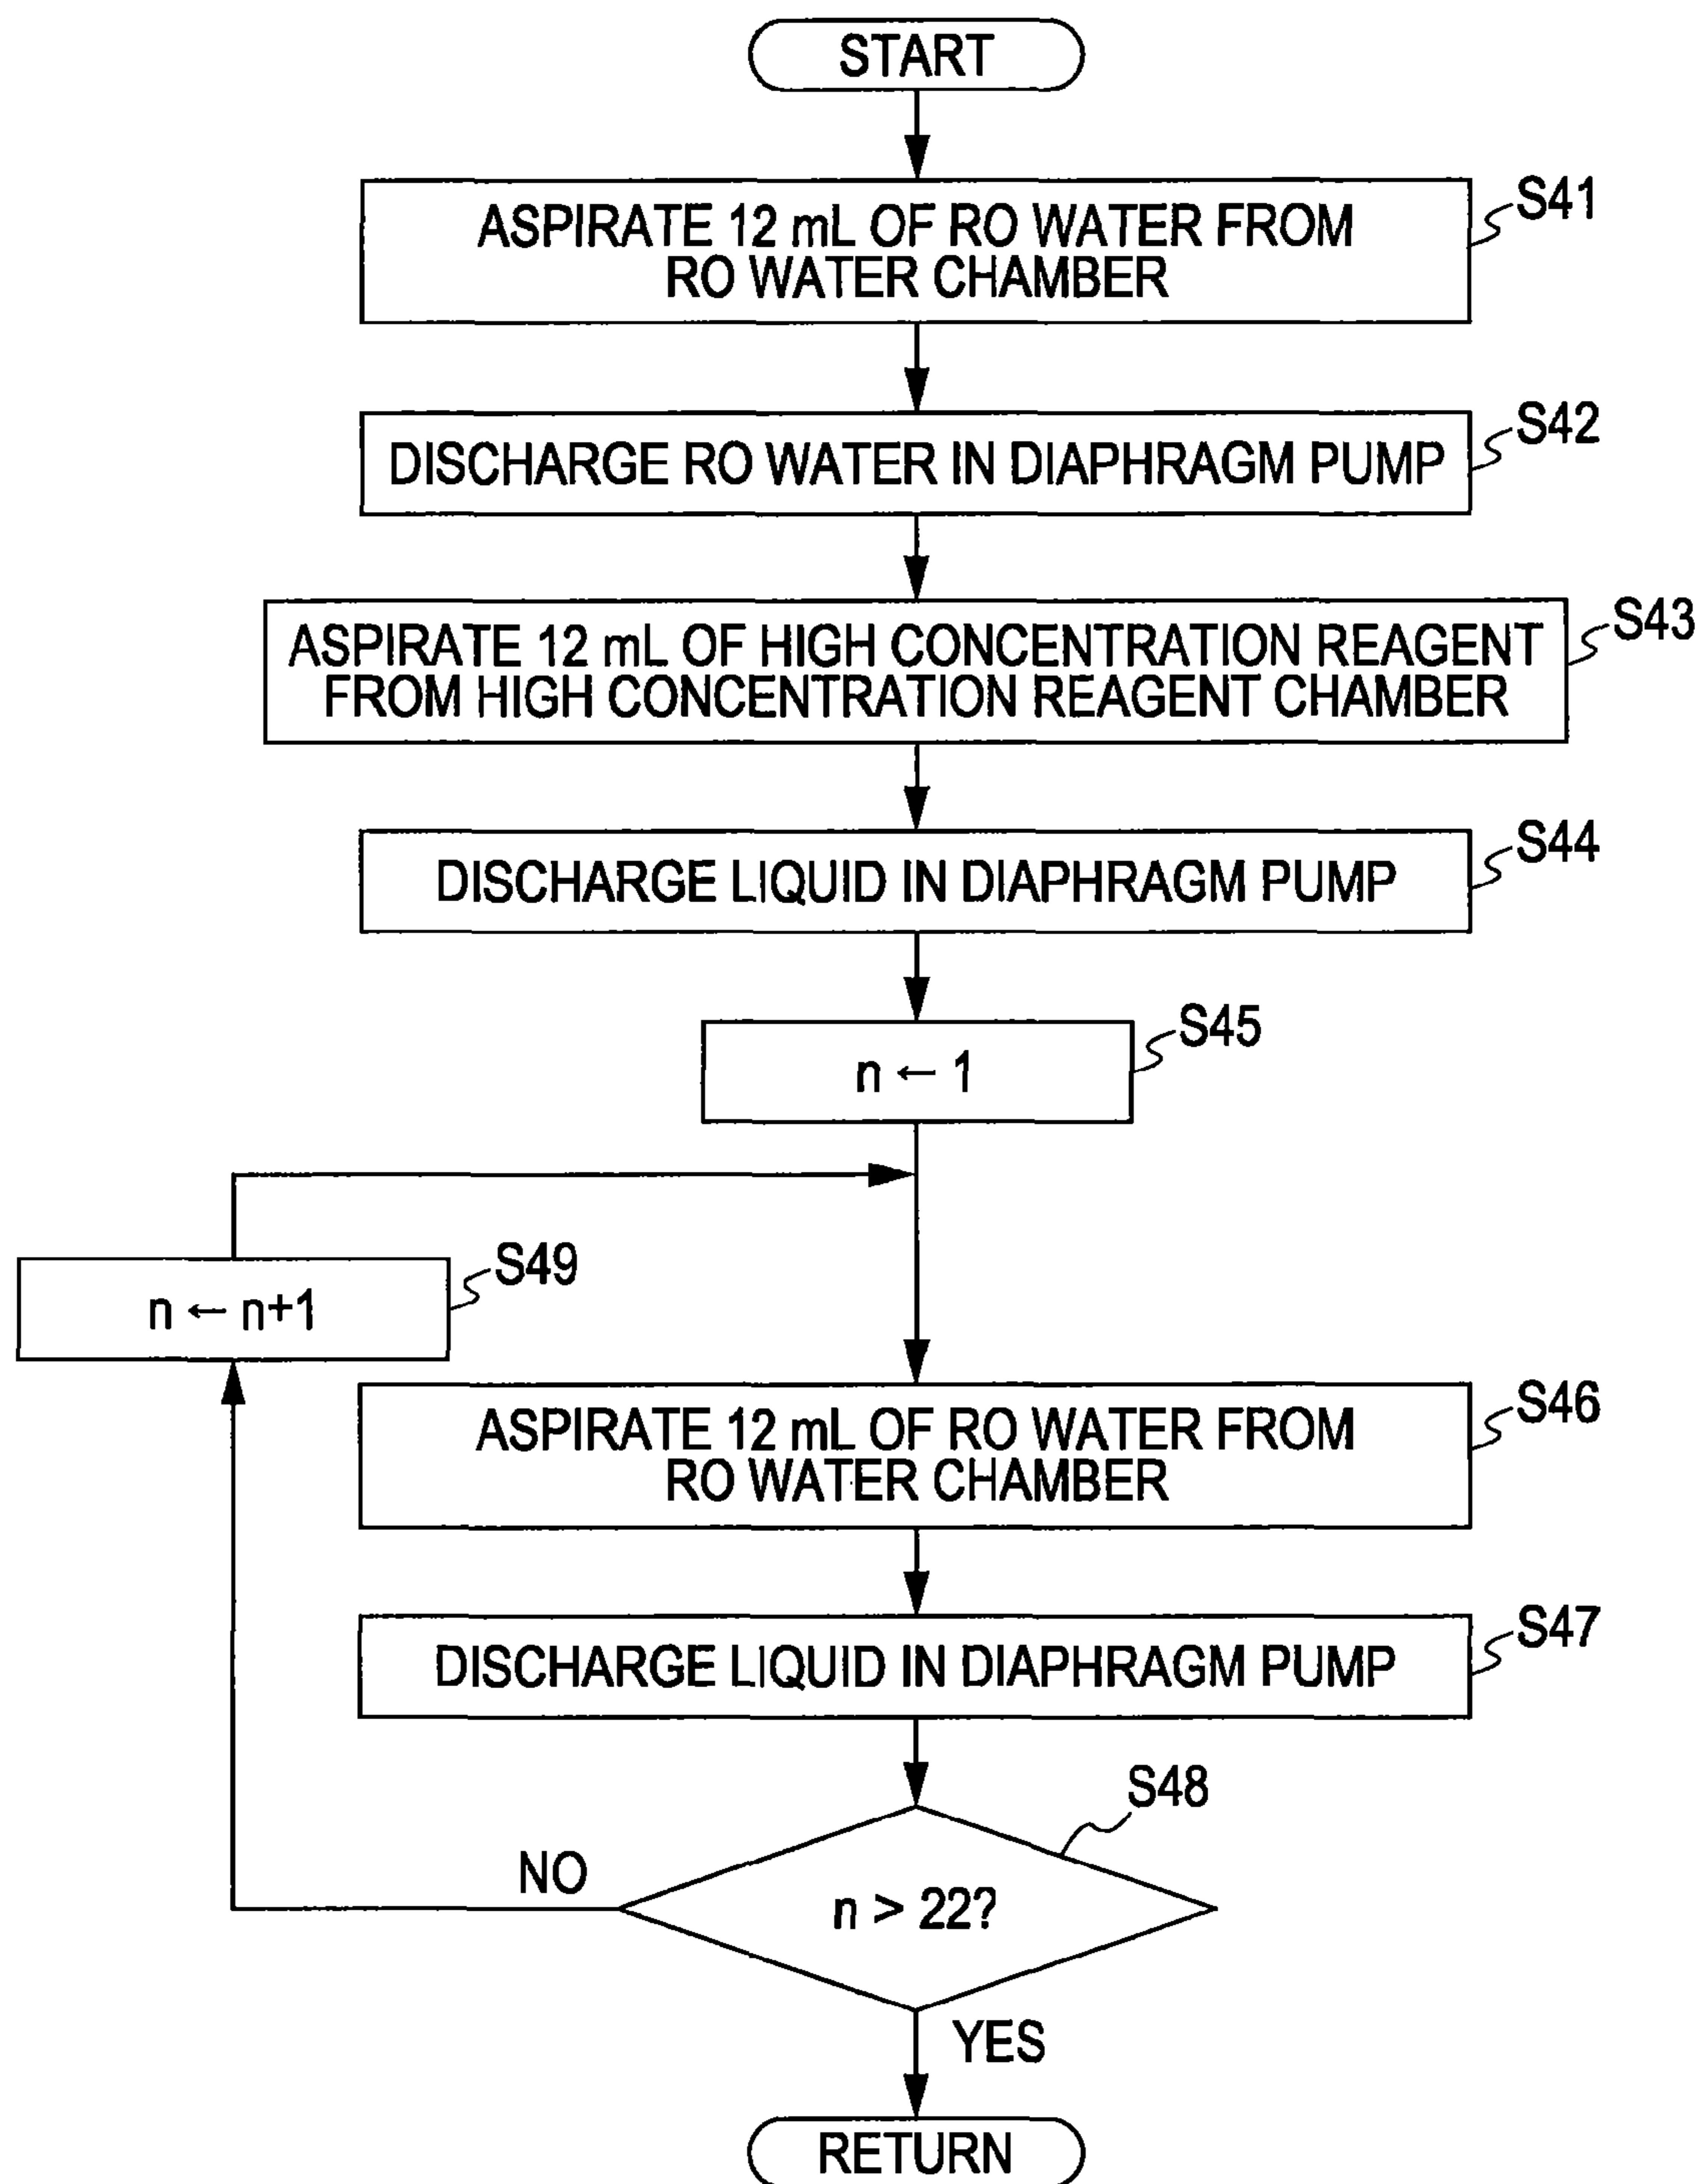 START
ASPIRATE 12 mL OF RO WATER FROM
RO WATER CHAMBER
S41
DISCHARGE RO WATER IN DIAPHRAGM PUMP
S42
ASPIRATE 12 mL OF HIGH CONCENTRATION REAGENT
FROM HIGH CONCENTRATION REAGENT CHAMBER
S43
DISCHARGE LIQUID IN DIAPHRAGM PUMP
S44
n ← 1
S45
n ← n+1
S49
ASPIRATE 12 mL OF RO WATER FROM
RO WATER CHAMBER
S46
DISCHARGE LIQUID IN DIAPHRAGM PUMP
S47
n > 22?
S48
NO
YES
RETURN